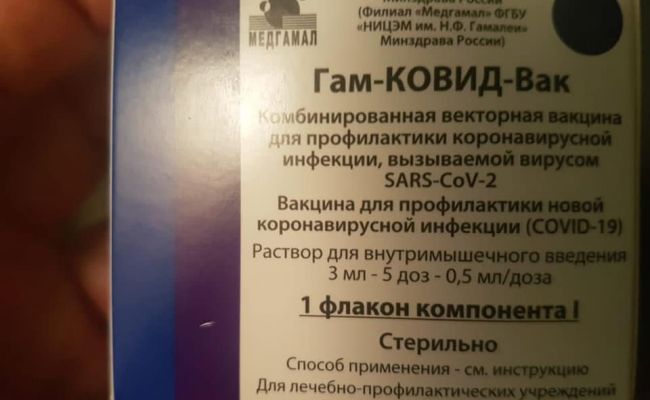 Минздрава России
(Филиал «Медгамал» ФГБУ
«НИЦЭМ им. Н.Ф. Гамалеи»
Минздрава России)
МЕДГАМАЛ
Гам-КОВИД-Вак
Комбинированная векторная вакцина
для профилактики коронавирусной
инфекции, вызываемой вирусом
SARS-CoV-2
Вакцина для профилактики новой
коронавирусной инфекции (COVID-19)
Раствор для внутримышечного введения
3 мл - 5 доз - 0,5 мл/доза
1 флакон компонента I
Стерильно
Способ применения - см. инструкцию
Для лечебно-профилактических учреждений